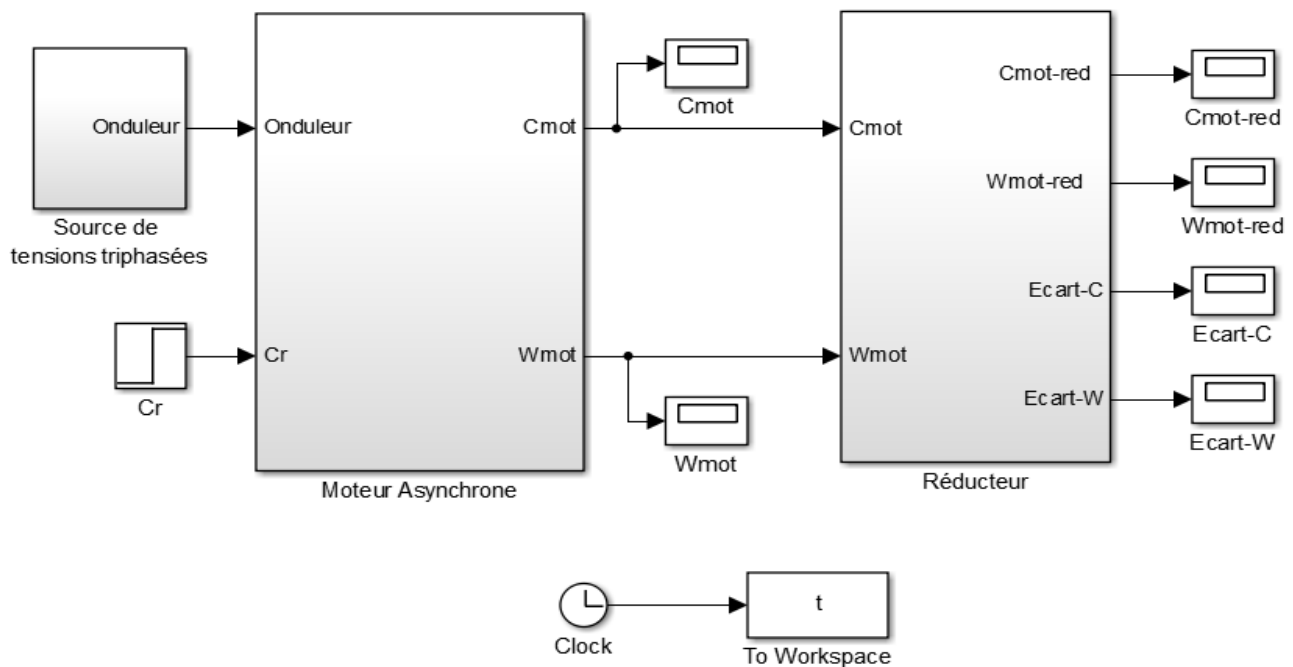 Onduleur
Source de
tensions triphasées
Cr
Onduleur
Cmot
Cr
Wmot
Moteur Asynchrone
Cmot
Wmot
Cmot
Cmot-red
Wmot-red
Ecart-C
Wmot
Ecart-W
Réducteur
Cmot-red
Wmot-red
Ecart-C
Ecart-W
Clock
t
To Workspace